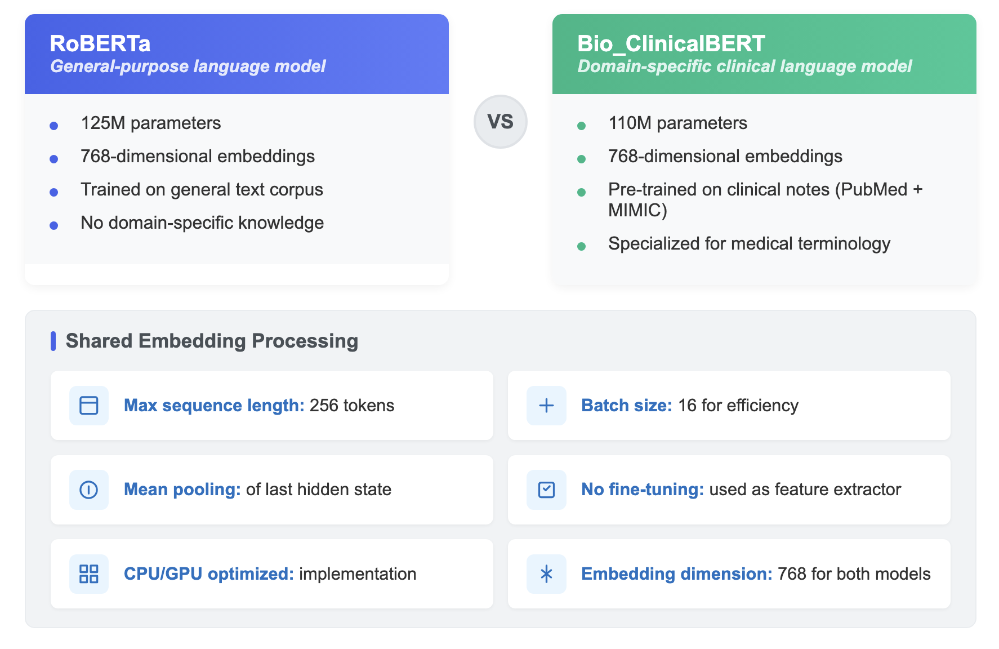 RoBERTa
General-purpose language model
125M parameters
768-dimensional embeddings
Trained on general text corpus
No domain-specific knowledge
VS
Bio_ClinicalBERT
Domain-specific clinical language model
110M parameters
768-dimensional embeddings
Pre-trained on clinical notes (PubMed +
MIMIC)
Specialized for medical terminology
Shared Embedding Processing
Max sequence length: 256 tokens
Batch size: 16 for efficiency
Mean pooling: of last hidden state
No fine-tuning: used as feature extractor
CPU/GPU optimized: implementation
Embedding dimension: 768 for both models